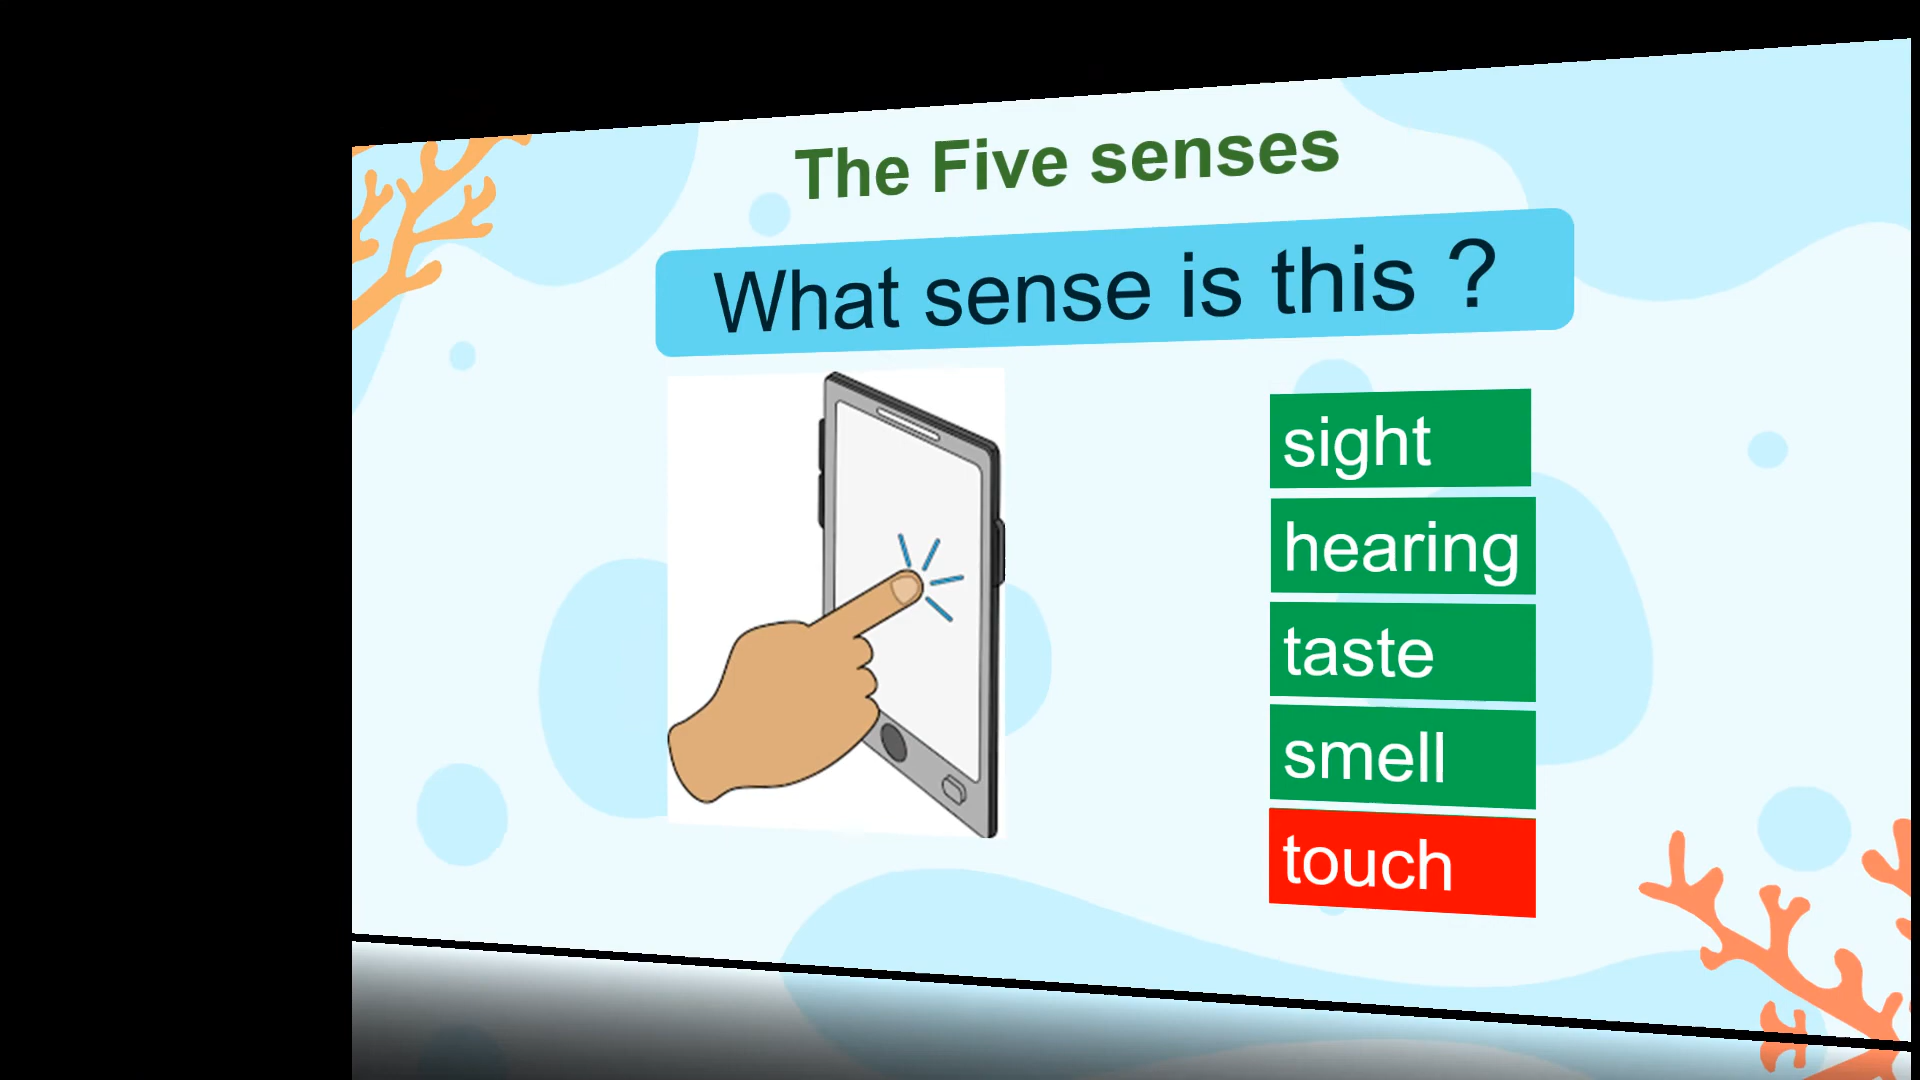 The Five senses
What sense is this ?
sight
hearing
taste
smell
touch